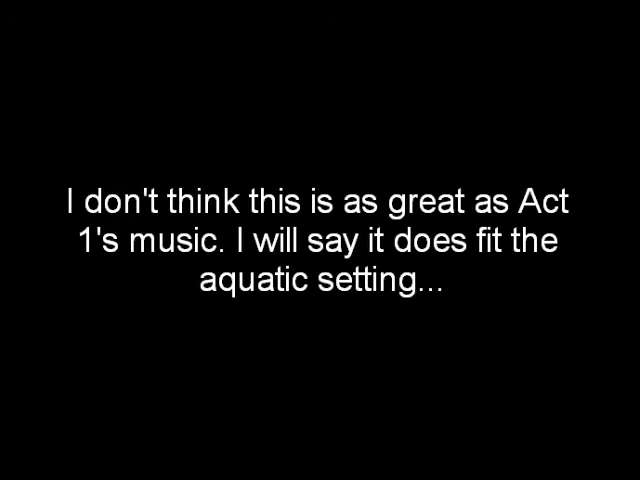 I don't think this is as great as Act
1's music. I will say it does fit the
aquatic setting...